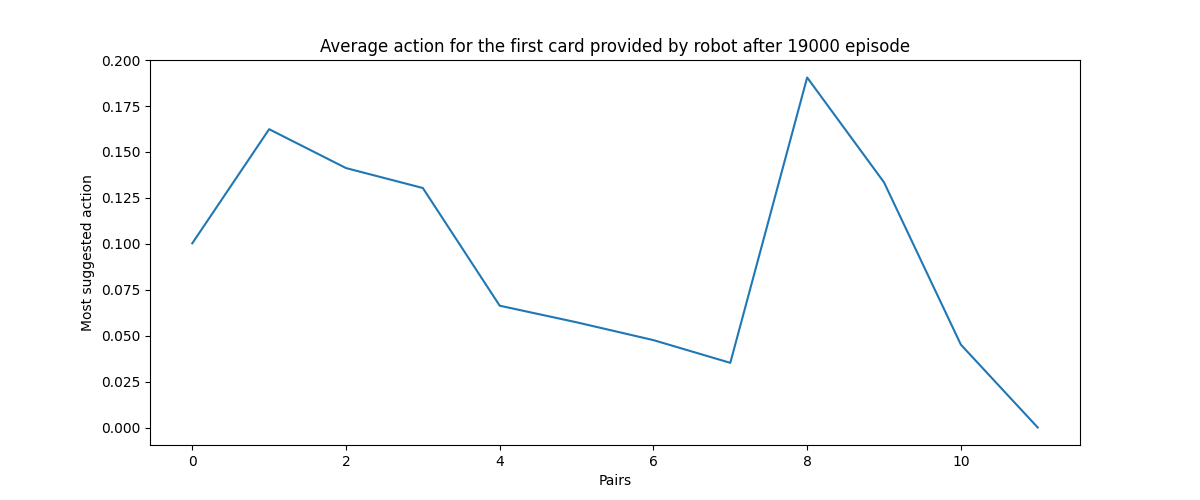 Average action for the first card provided by robot after 19000 episode
0.200
0.175
0.150
0.125
0.100
0.075
0.050
0.025
0.000
Most suggested action
0 2 4 6 8 10
Pairs